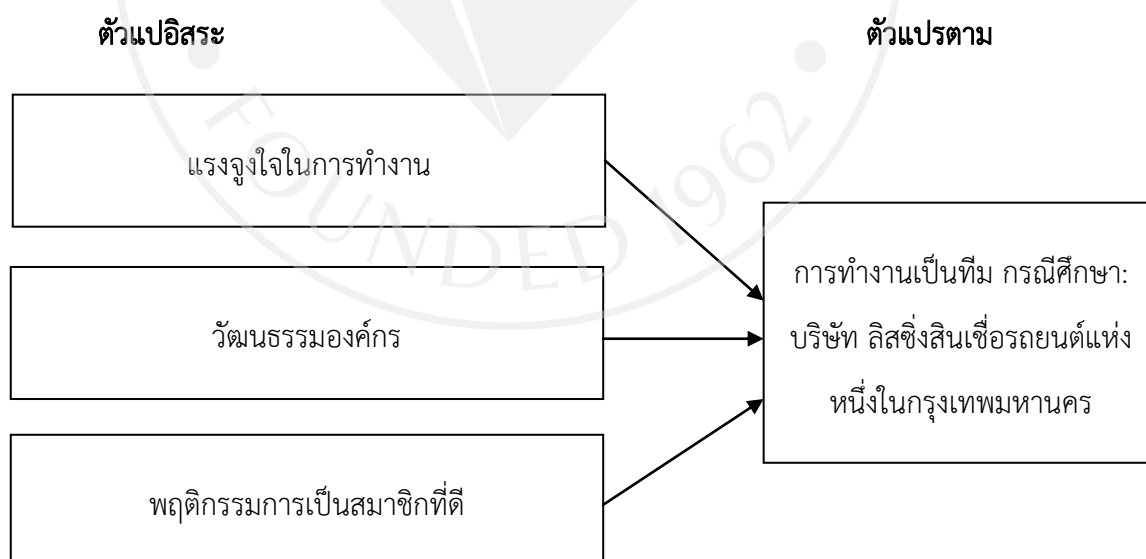 ตัวแปอิสระ
ตัวแปรตาม
แรงจูงใจในการทำงาน
วัฒนธรรมองค์กร
พฤติกรรมการเป็นสมาชิกที่ดี
การทำงานเป็นทีม กรณีศึกษา:
บริษัท ลิสซิ่งสินเชื่อรถยนต์แห่ง
หนึ่งในกรุงเทพมหานคร
FOUNDED 1962